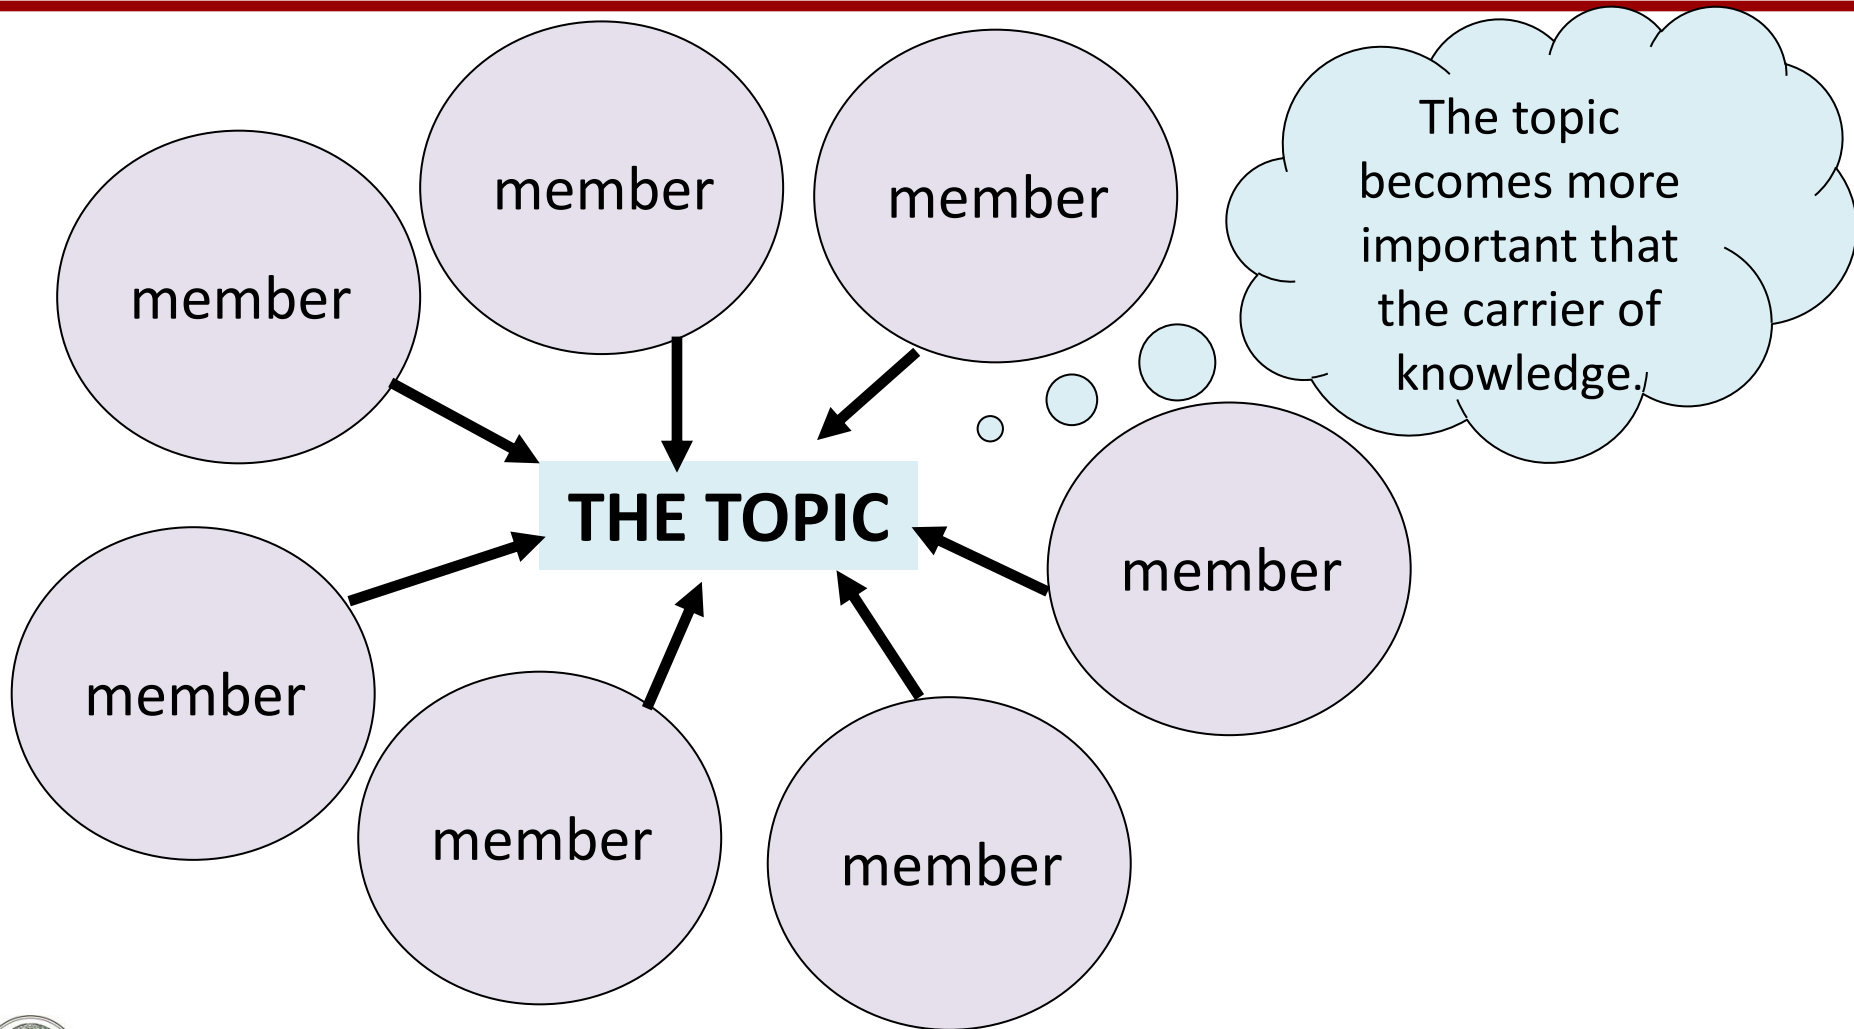 member
member
member
The topic
becomes more
important that
the carrier of
knowledge.
THE TOPIC
member
member
member
member